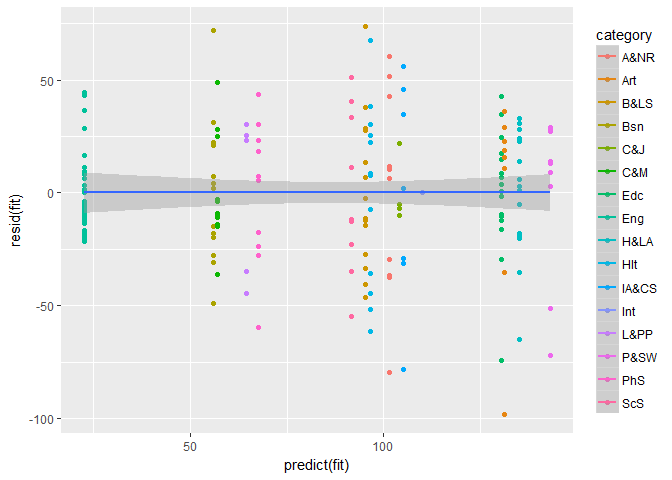 50
0
-50
-100
resid(fit)
50
100
predict(fit)
category
A&NR
Art
B&LS
Bsn
C&J
C&M
Edc
Eng
H&LA
Hlt
IA&CS
Int
L&PP
P&SW
PhS
ScS